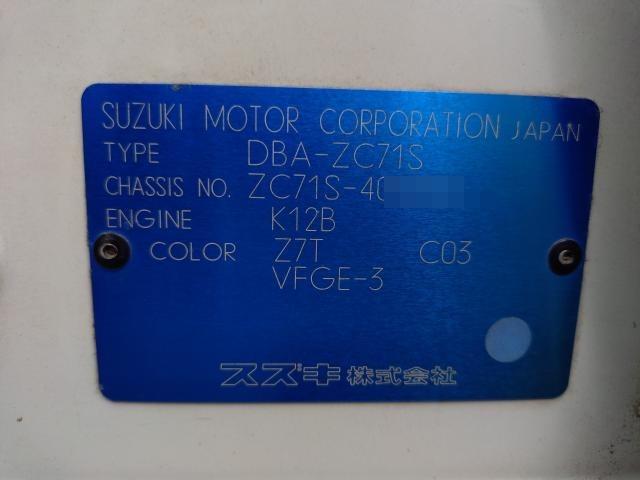 SUZUKI MOTOR CORPORATION JAPAN
TYPE DBA-ZC71S
CHASSIS NO. ZC71S-40
ENGINE K12B
COLOR Z7T C03
VFGE-3
スズキ株式会社